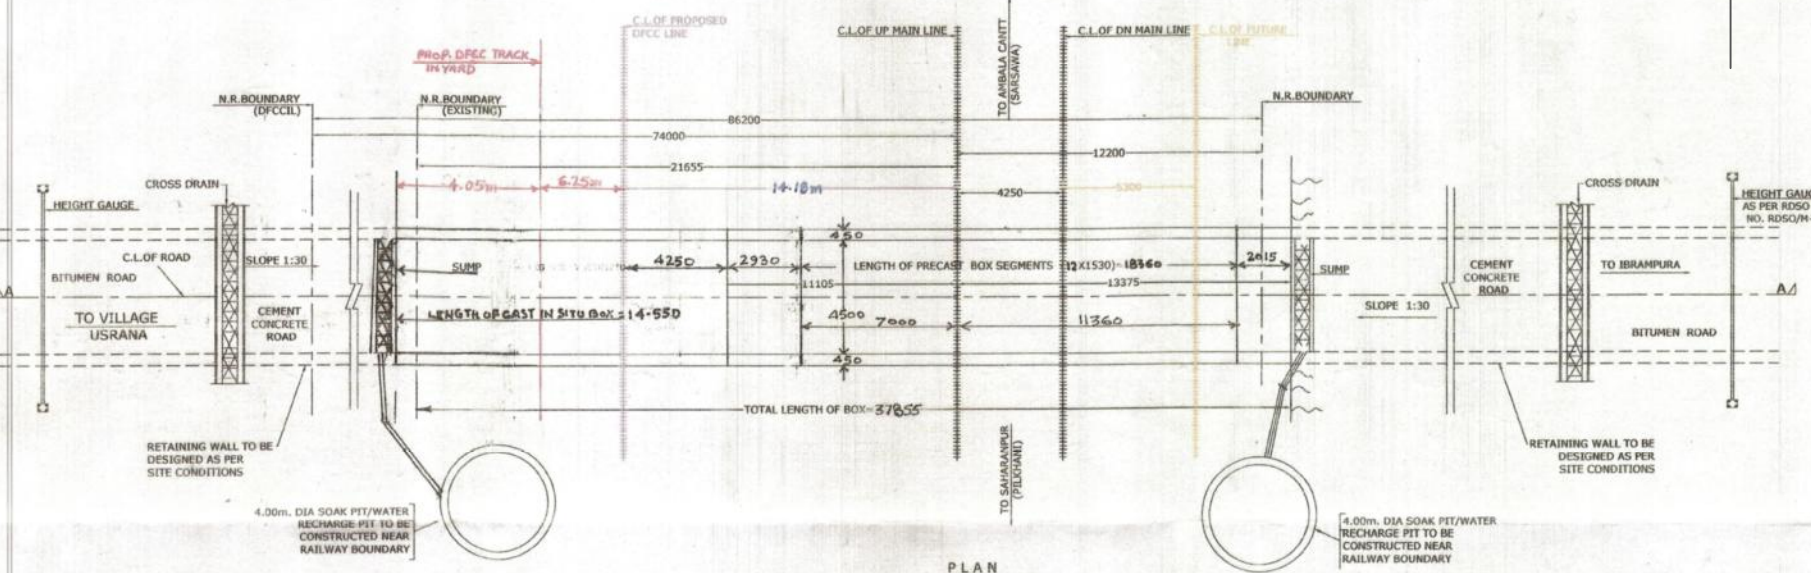 C.L.OF PROPOSED
DFCC LINE
C.L.OF UP MAIN LINE
TO AMBALA CANTT
(SARSAWA)
C.L.OF DN MAIN LINE
C.L.OF FUTURE
LINE
PROP. DFCC TRACK
IN YARD
N.R.BOUNDARY
(DFCCIL)
N.R.BOUNDARY
(EXISTING)
N.R.BOUNDARY
86200
74000
21655
12200
4.05m
6.25m
14.18m
4250
5300
CROSS DRAIN
CROSS DRAIN
HEIGHT GAUGE
HEIGHT GAUGE
AS PER RDSO
NO. RDSO/M-
450
C.L.OF ROAD
SLOPE 1:30
SUMP
4250
2930
LENGTH OF PRECAST BOX SEGMENTS
12X1530)=18360
2015
SUMP
CEMENT
CONCRETE
ROAD
TO IBRAMPURA
BITUMEN ROAD
11105
13375
A
SLOPE 1:30
TO VILLAGE
USRANA
CEMENT
CONCRETE
ROAD
LENGTH OF CAST IN SITU BOX = 14.550
4500
7000
11360
BITUMEN ROAD
450
TOTAL LENGTH OF BOX=37855
RETAINING WALL TO BE
DESIGNED AS PER
SITE CONDITIONS
RETAINING WALL TO BE
DESIGNED AS PER
SITE CONDITIONS
TO SAHARANPUR
(PILKHANI)
4.00m. DIA SOAK PIT/WATER
RECHARGE PIT TO BE
CONSTRUCTED NEAR
RAILWAY BOUNDARY
4.00m. DIA SOAK PIT/WATER
RECHARGE PIT TO BE
CONSTRUCTED NEAR
RAILWAY BOUNDARY
PLAN